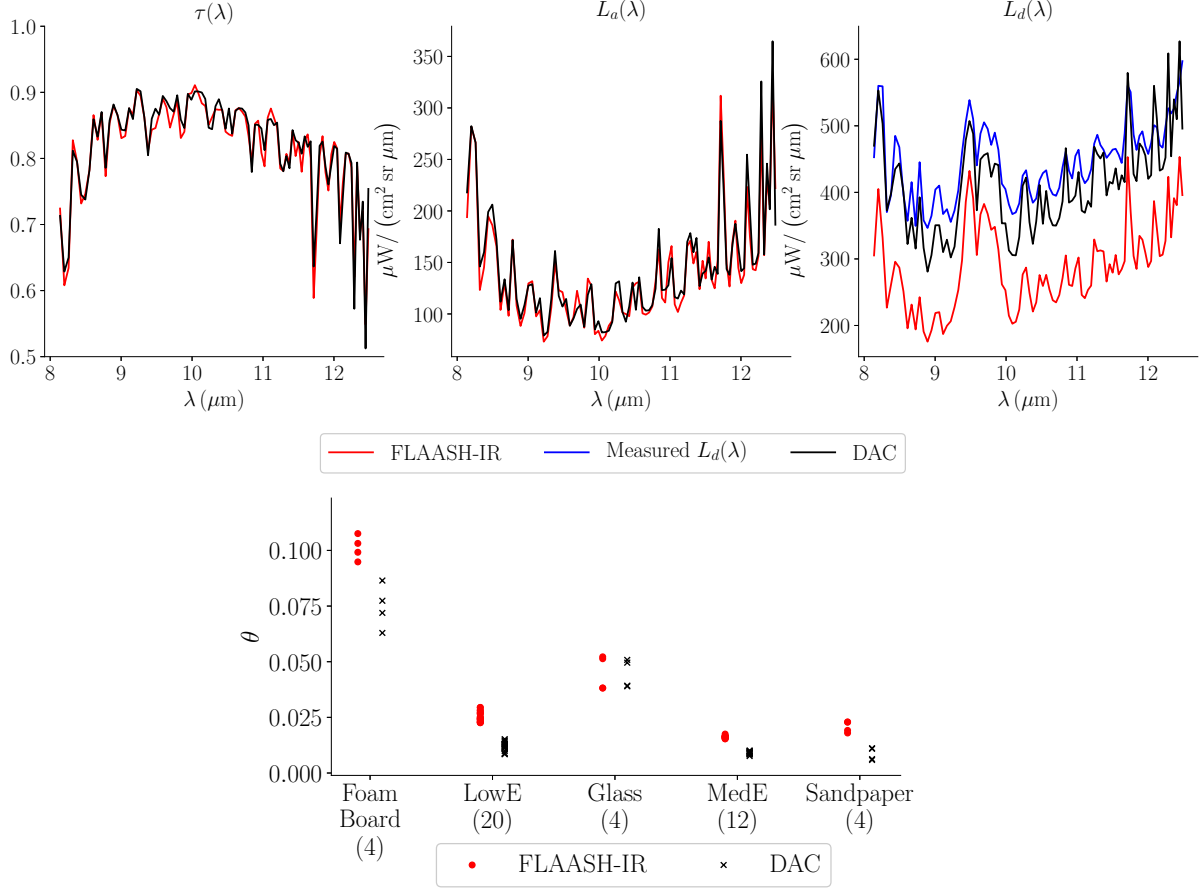 τ(λ) L_a(λ) L_d(λ)
0.5 0.6 0.7 0.8 0.9 1.0
8 9 10 11 12
λ (μm)
μW/ (cm² sr μm)
100 150 200 250 300 350
8 9 10 11 12
λ (μm)
μW/ (cm² sr μm)
200 300 400 500 600
8 9 10 11 12
λ (μm)
FLAASH-IR Measured L_d(λ) DAC
θ
0.100
0.075
0.050
0.025
0.000
Foam LowE Glass MedE Sandpaper
Board (20) (4) (12) (4)
(4)
FLAASH-IR DAC